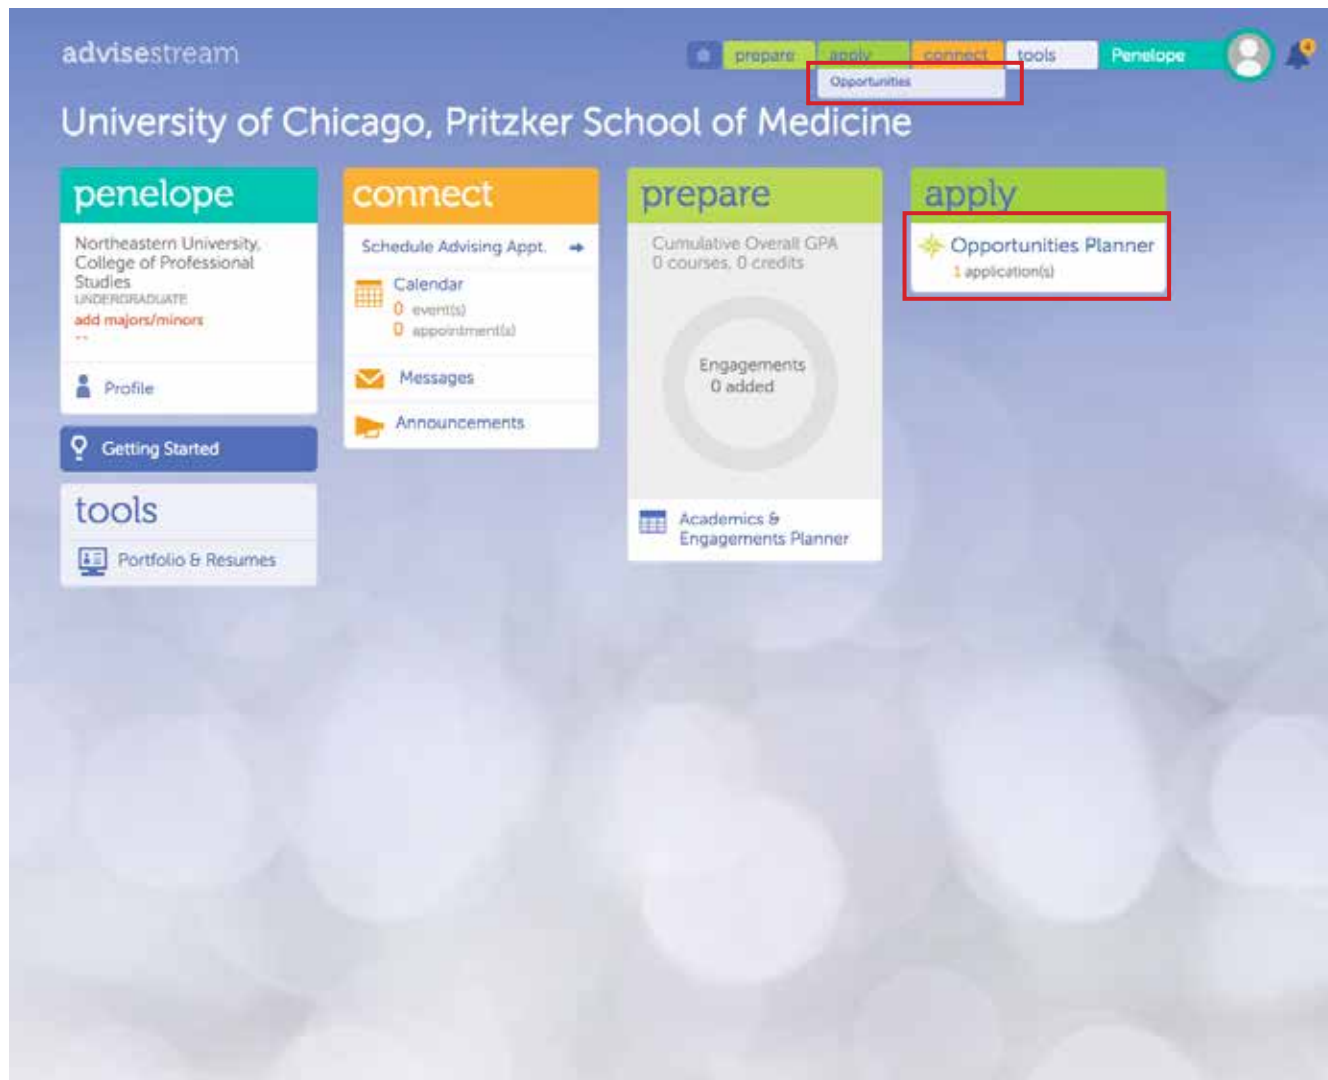 advisestream
prepare apply connect tools Penelope 4
Opportunities
University of Chicago, Pritzker School of Medicine
penelope
Northeastern University,
College of Professional
Studies
UNDERGRADUATE
add majors/minors
--
Profile
Getting Started
tools
Portfolio & Resumes
connect
Schedule Advising Appt.
Calendar
0 event(s)
0 appointment(s)
Messages
Announcements
prepare
Cumulative Overall GPA
0 courses, 0 credits
Engagements
0 added
Academics &
Engagements Planner
apply
Opportunities Planner
1 application(s)